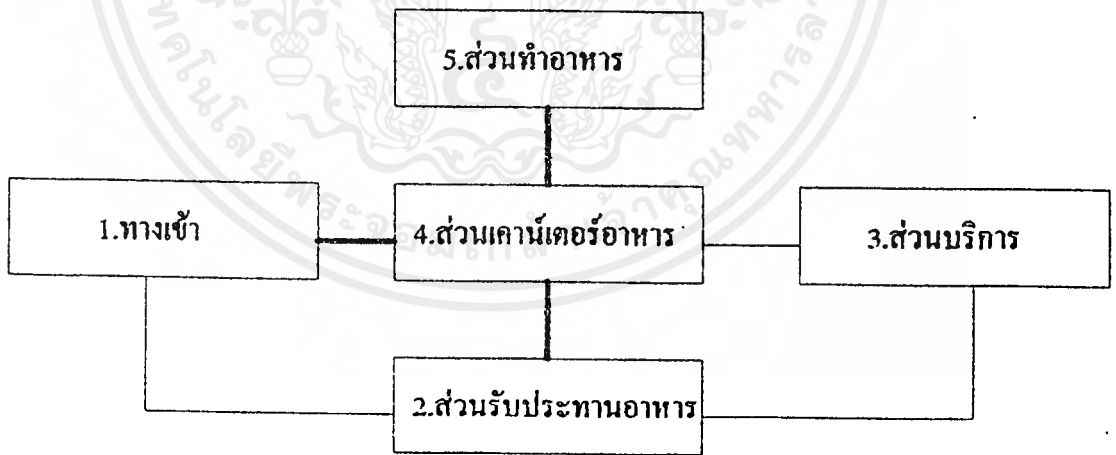 5.ส่วนทำอาหาร
1.ทางเข้า
4.ส่วนเคาน์เตอร์อาหาร
3.ส่วนบริการ
2.ส่วนรับประทานอาหาร